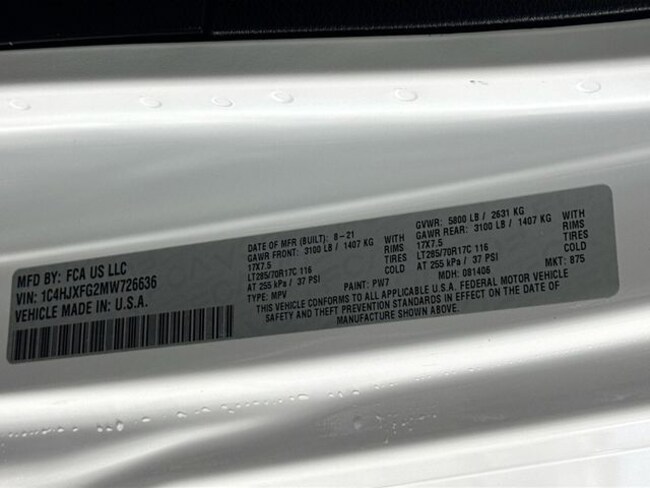 MFD BY: FCA US LLC
VIN: 1C4HJXFG2MW726636
VEHICLE MADE IN: U.S.A.
DATE OF MFR (BUILT): 8-21
GAWR FRONT: 3100 LB / 1407 KG WITH
17X7.5 RIMS
LT285/70R17C 116 TIRES
AT 255 kPa / 37 PSI COLD
TYPE: MPV PAINT: PW7
GVWR: 5800 LB / 2631 KG
GAWR REAR: 3100 LB / 1407 KG WITH
17X7.5 RIMS
LT285/70R17C 116 TIRES
AT 255 kPa / 37 PSI COLD
MDH: 081406 MKT: 875
THIS VEHICLE CONFORMS TO ALL APPLICABLE U.S.A. FEDERAL MOTOR VEHICLE
SAFETY AND THEFT PREVENTION STANDARDS IN EFFECT ON THE DATE OF
MANUFACTURE SHOWN ABOVE.